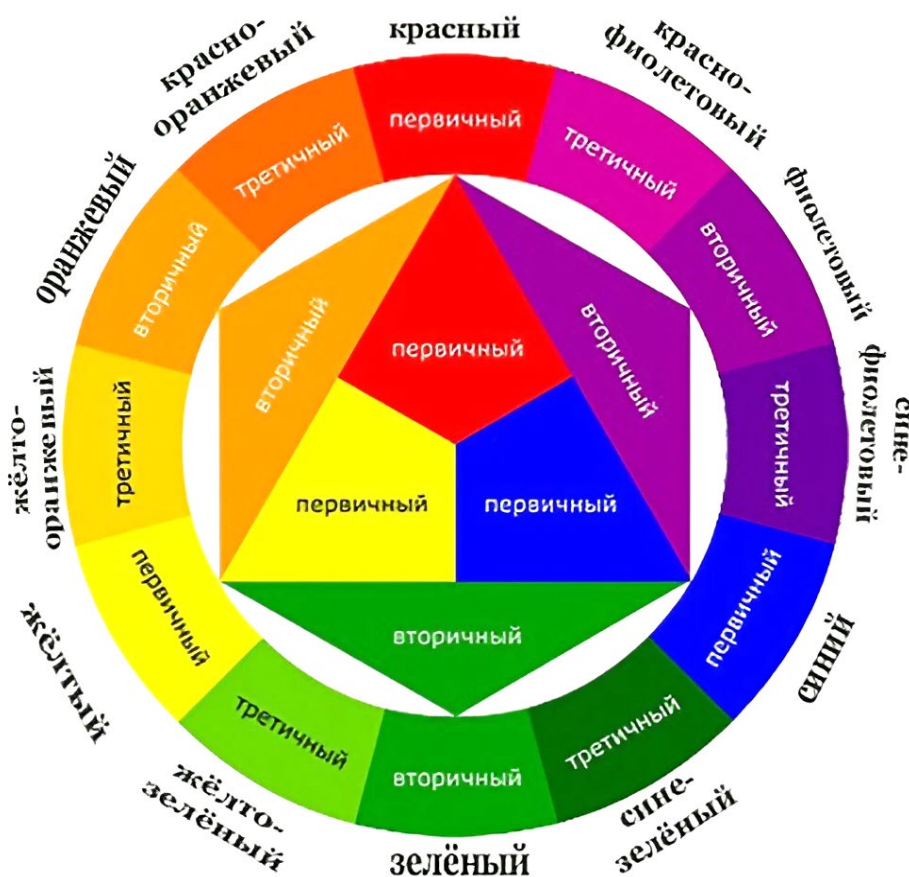 красный
красно-
фиолетовый
фиолетовый
сине-
фиолетовый
синий
сине-
зелёный
зелёный
жёлто-
зелёный
жёлтый
жёлто-
оранжевый
оранжевый
красно-
оранжевый
первичный
третичный
вторичный
третичный
первичный
третичный
вторичный
третичный
первичный
третичный
вторичный
третичный
первичный
вторичный
вторичный
первичный
первичный
вторичный